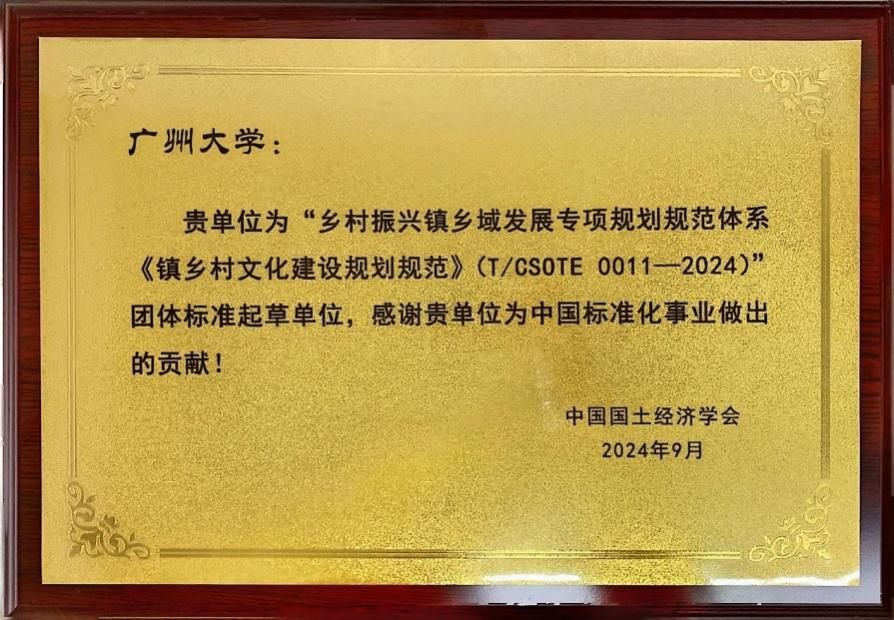 广州大学：
贵单位为“乡村振兴镇乡域发展专项规划规范体系
《镇乡村文化建设规划规范》（T/CSOTE 0011—2024）”
团体标准起草单位，感谢贵单位为中国标准化事业做出
的贡献！
中国国土经济学会
2024年9月